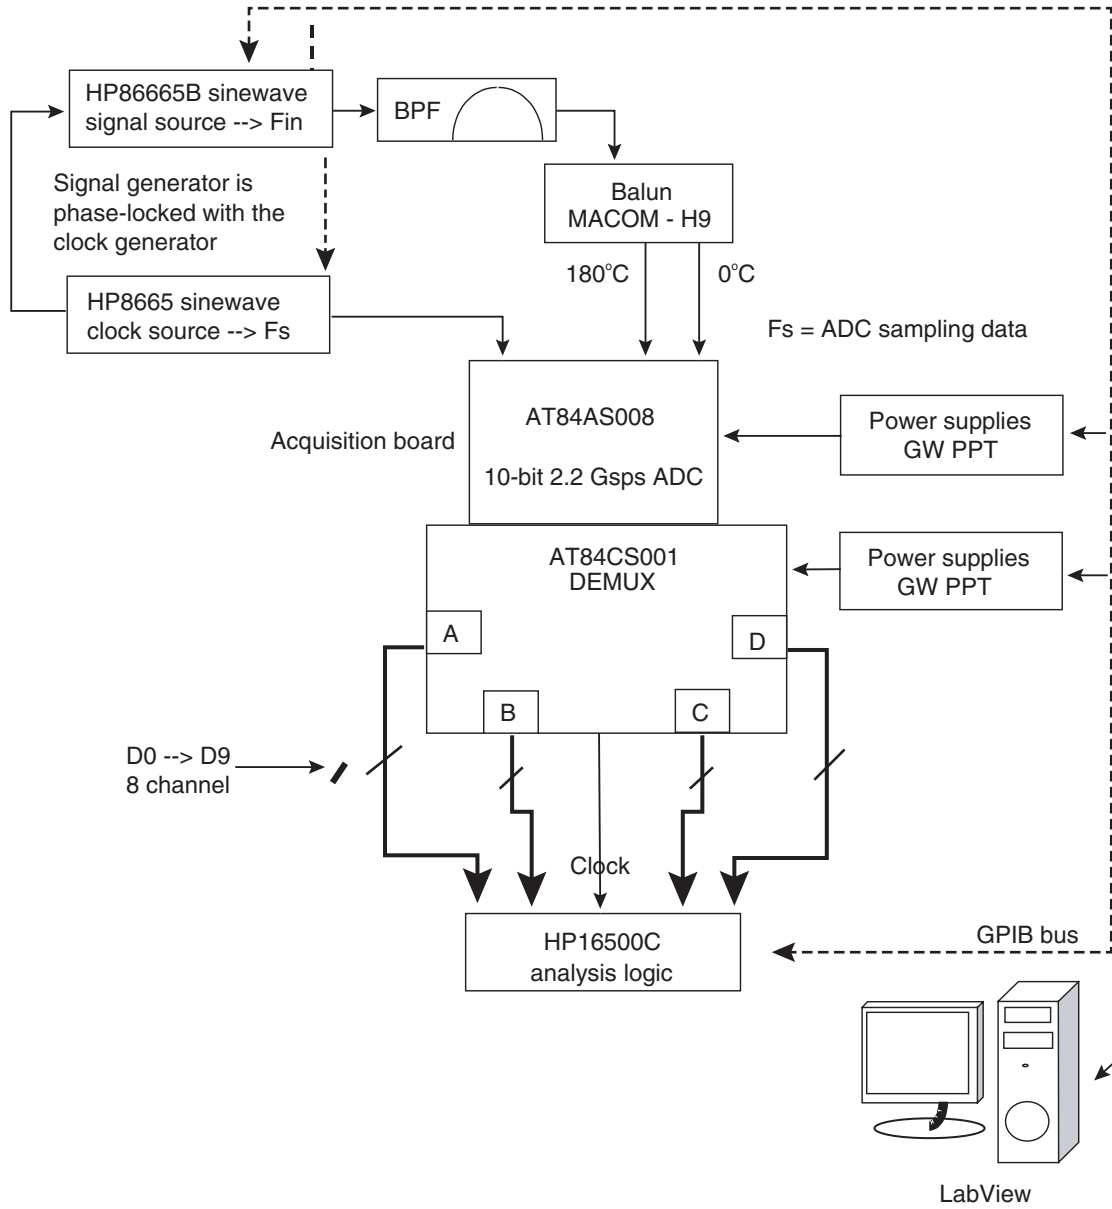 HP86665B sinewave
signal source --> Fin
BPF
Signal generator is
phase-locked with the
clock generator
Balun
MACOM - H9
180°C
0°C
HP8665 sinewave
clock source --> Fs
Fs = ADC sampling data
AT84AS008
10-bit 2.2 Gsps ADC
Acquisition board
Power supplies
GW PPT
AT84CS001
DEMUX
Power supplies
GW PPT
A
D
B
C
D0 --> D9
8 channel
Clock
HP16500C
analysis logic
GPIB bus
LabView